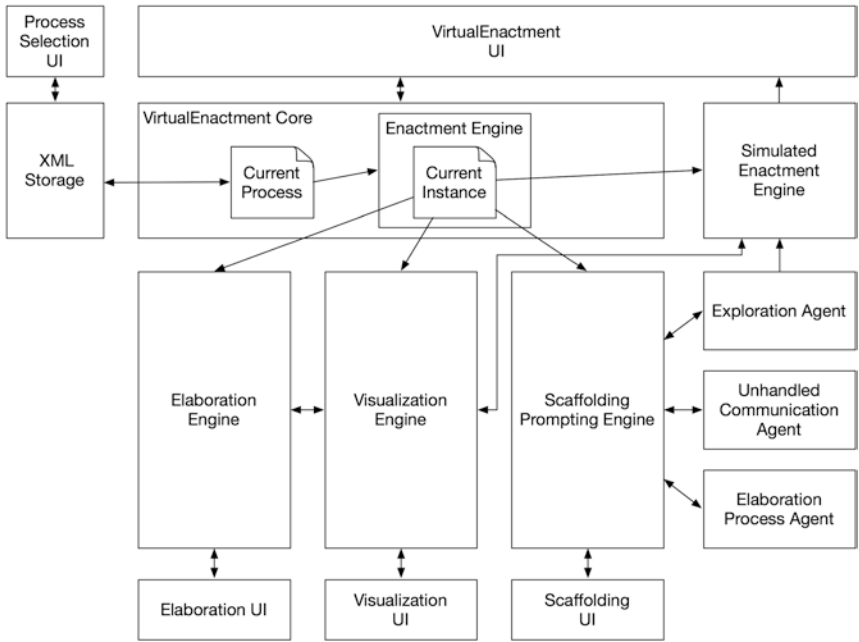 Process
Selection
UI
VirtualEnactment
UI
VirtualEnactment Core
Enactment Engine
XML
Storage
Current
Process
Current
Instance
Simulated
Enactment
Engine
Elaboration
Engine
Visualization
Engine
Scaffolding
Prompting Engine
Exploration Agent
Unhandled
Communication
Agent
Elaboration
Process Agent
Elaboration UI
Visualization
UI
Scaffolding
UI